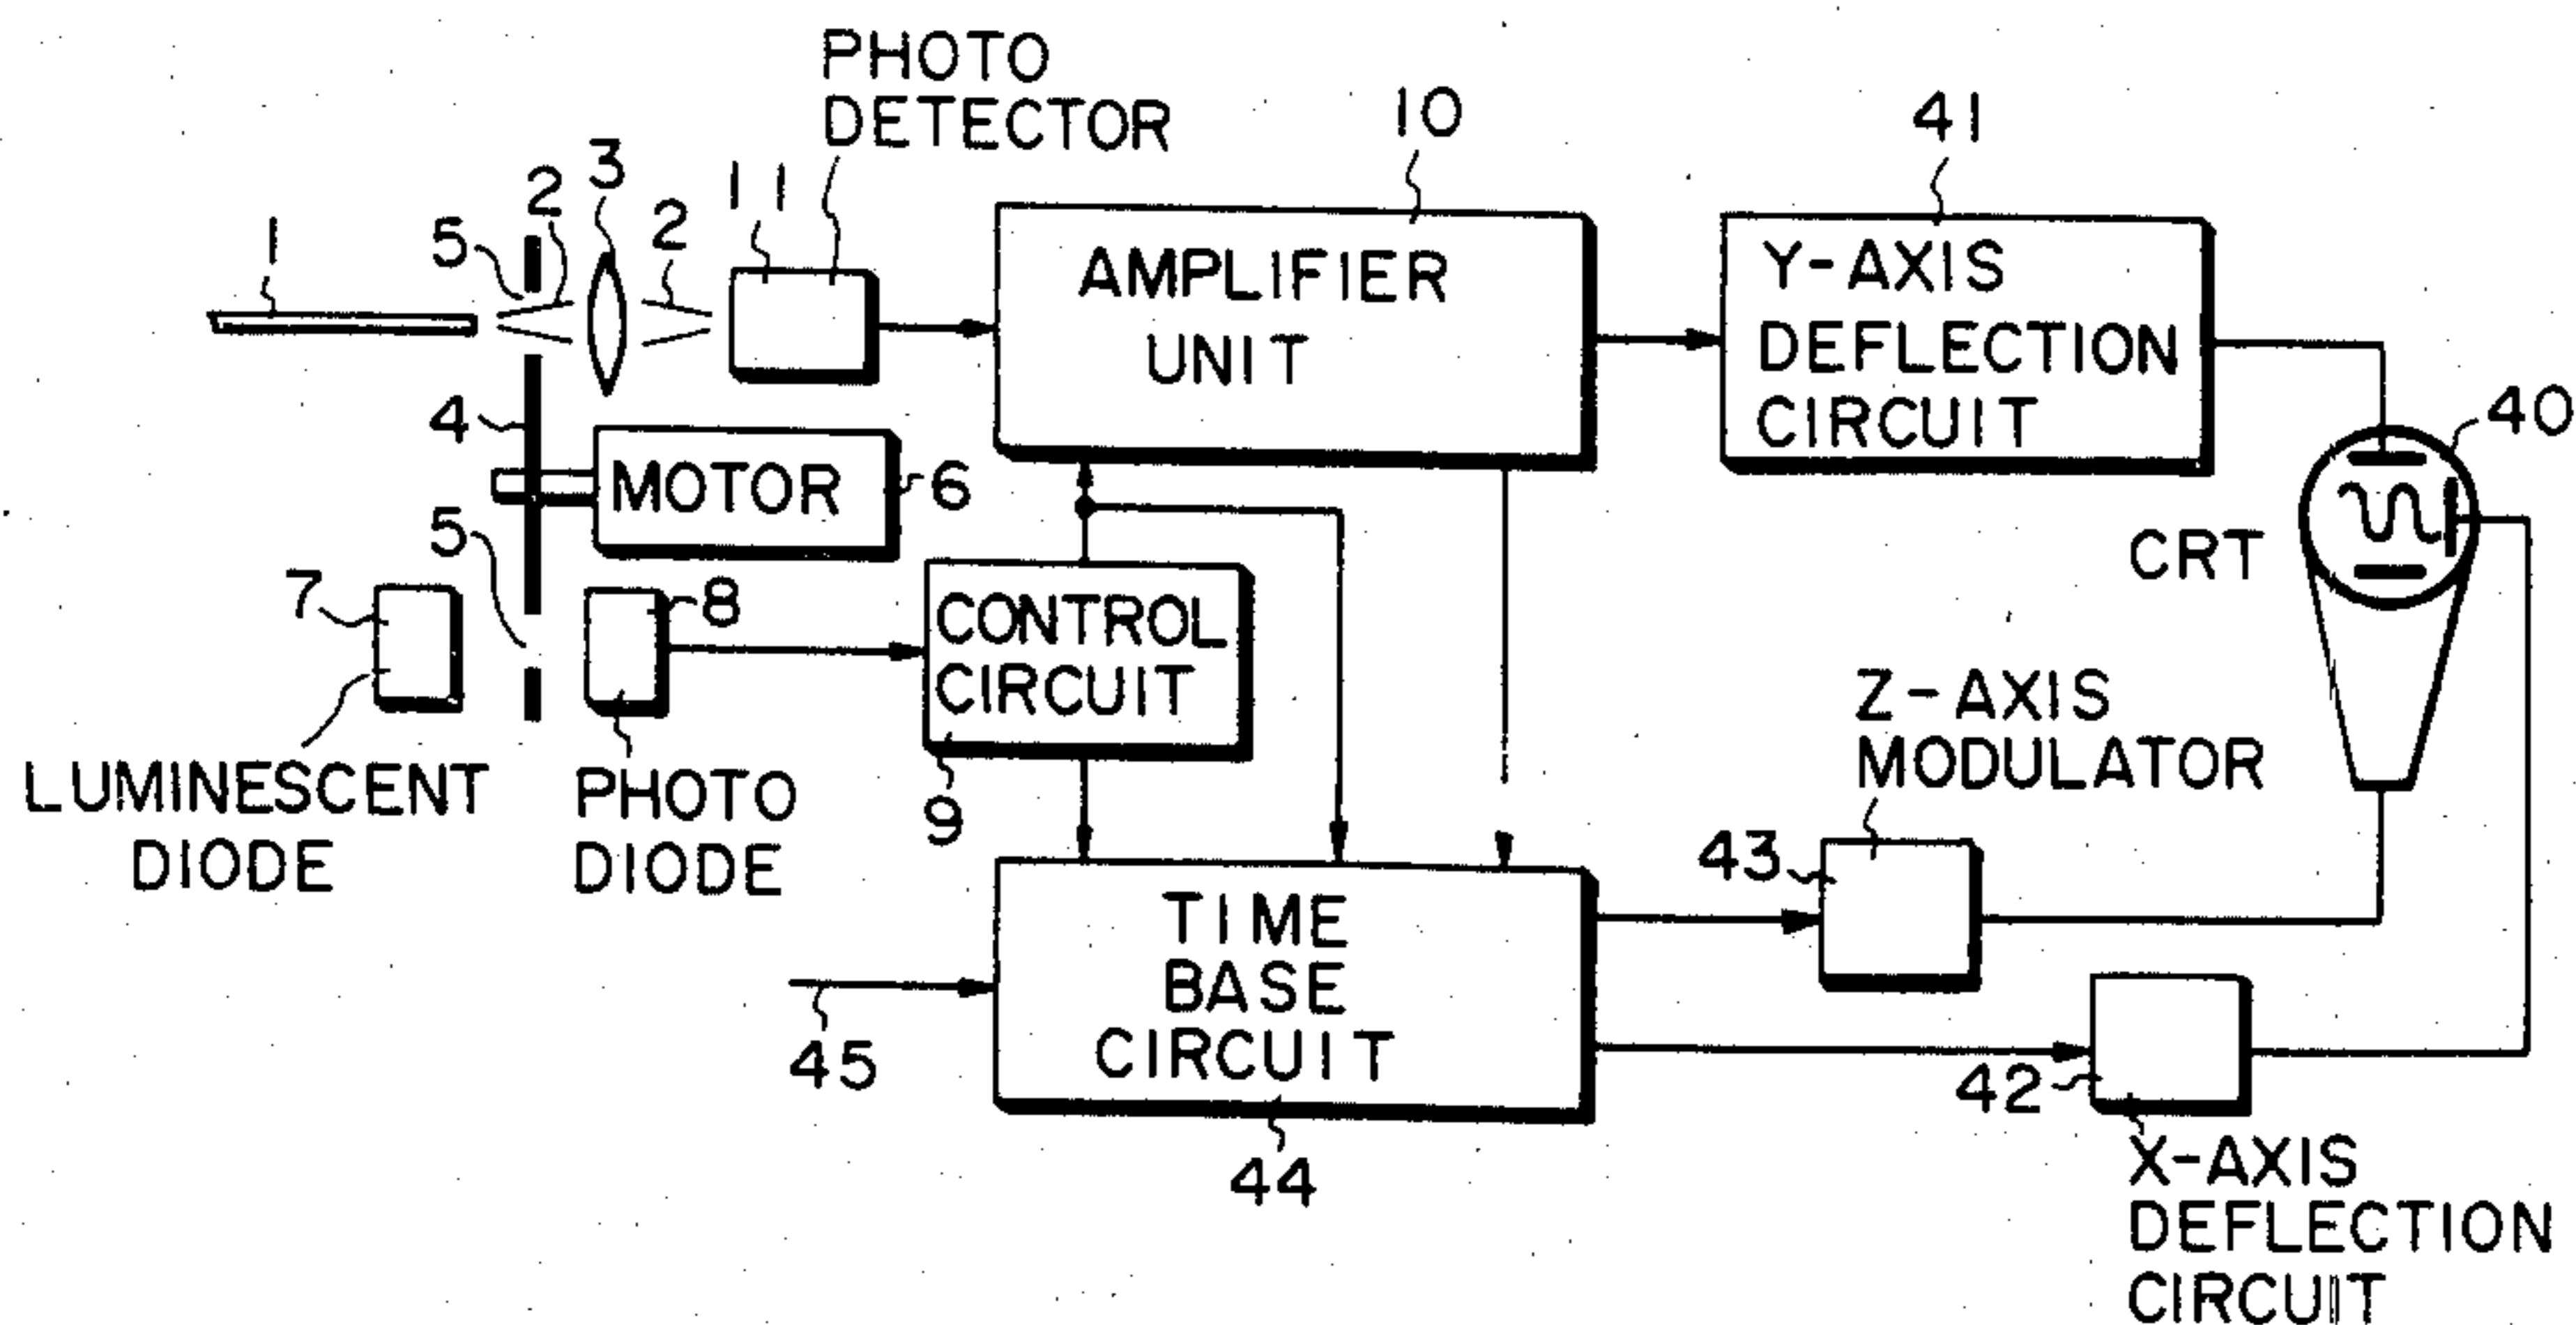 PHOTO
DETECTOR
10
41
3
2
11
2
5
1
AMPLIFIER
UNIT
Y-AXIS
DEFLECTION
CIRCUIT
40
4
MOTOR
6
5
CRT
7
8
CONTROL
CIRCUIT
Z-AXIS
MODULATOR
LUMINESCENT
DIODE
PHOTO
DIODE
9
43
TIME
BASE
CIRCUIT
45
42
44
X-AXIS
DEFLECTION
CIRCUIT